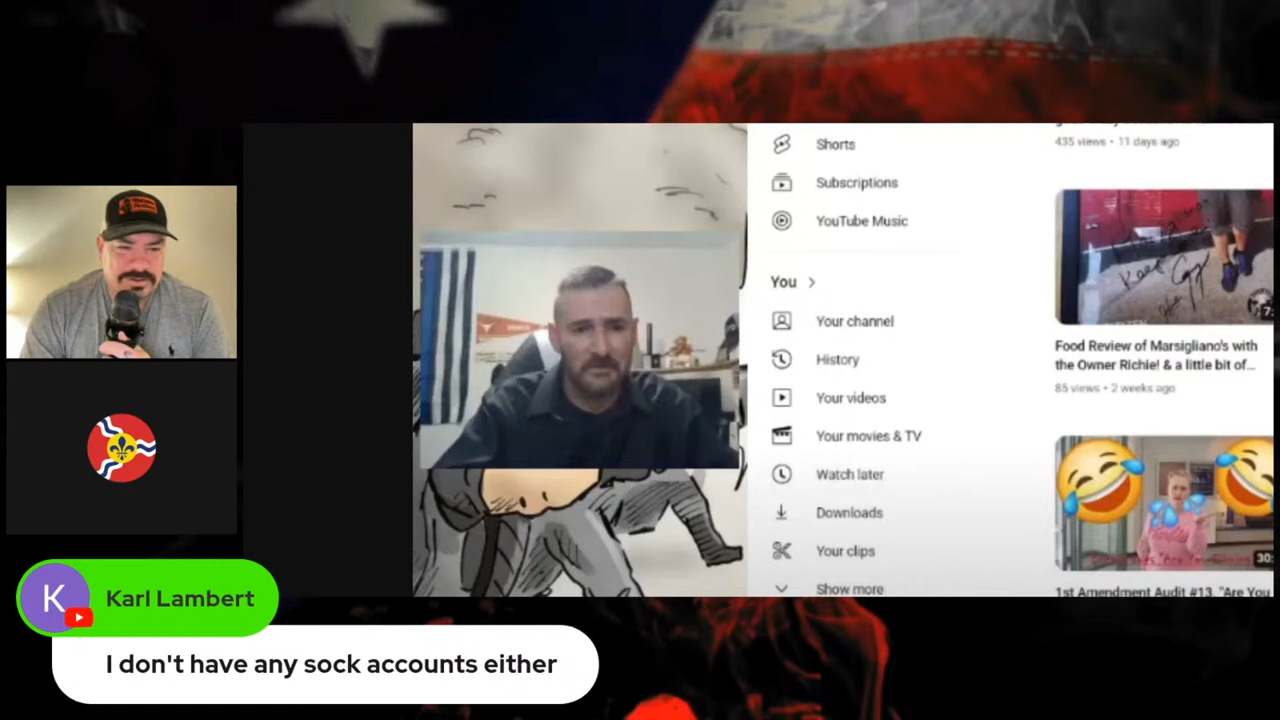 Shorts
Subscriptions
YouTube Music
You
Your channel
History
Your videos
Your movies & TV
Watch later
Downloads
Your clips
Show more
435 views • 11 days ago
Keep
Food Review of Marsigliano's with
the Owner Richie! & a little bit of...
85 views • 2 weeks ago
30:
1st Amendment Audit #13, "Are You
K
Karl Lambert
I don't have any sock accounts either